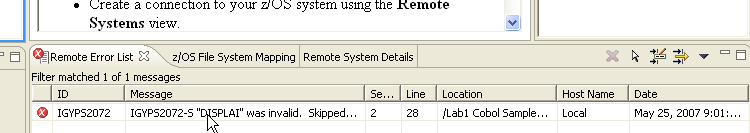 Create a connection to your z/OS system using the Remote
Systems view.
Remote Error List z/OS File System Mapping Remote System Details
Filter matched 1 of 1 messages
ID Message Se... Line Location Host Name Date
IGYPS2072 IGYPS2072-S "DISPLAI" was invalid. Skipped... 2 28 /Lab1 Cobol Sample... Local May 25, 2007 9:01:...